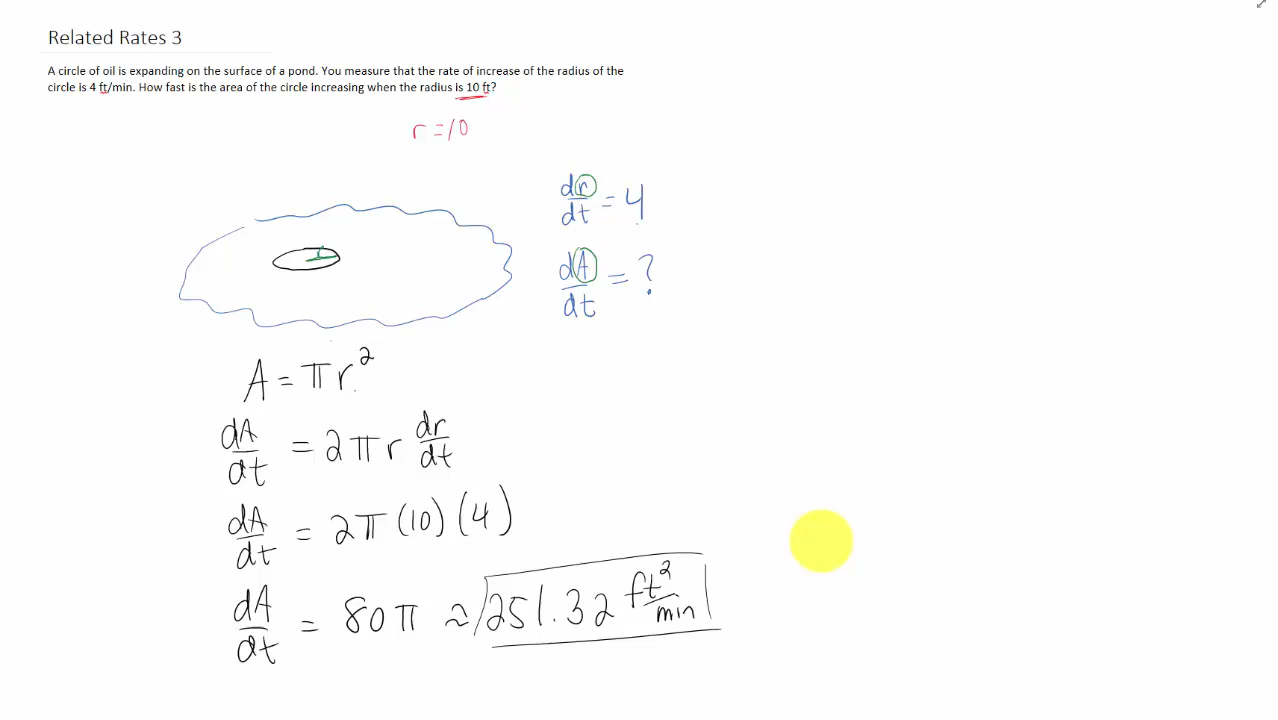 Related Rates 3
A circle of oil is expanding on the surface of a pond. You measure that the rate of increase of the radius of the
circle is 4 ft/min. How fast is the area of the circle increasing when the radius is 10 ft?
r = 10
dr/dt = 4
r
dA/dt = ?
A = πr²
dA/dt = 2πr dr/dt
dA/dt = 2π(10)(4)
dA/dt = 80π ≈ 251.32 ft²/min